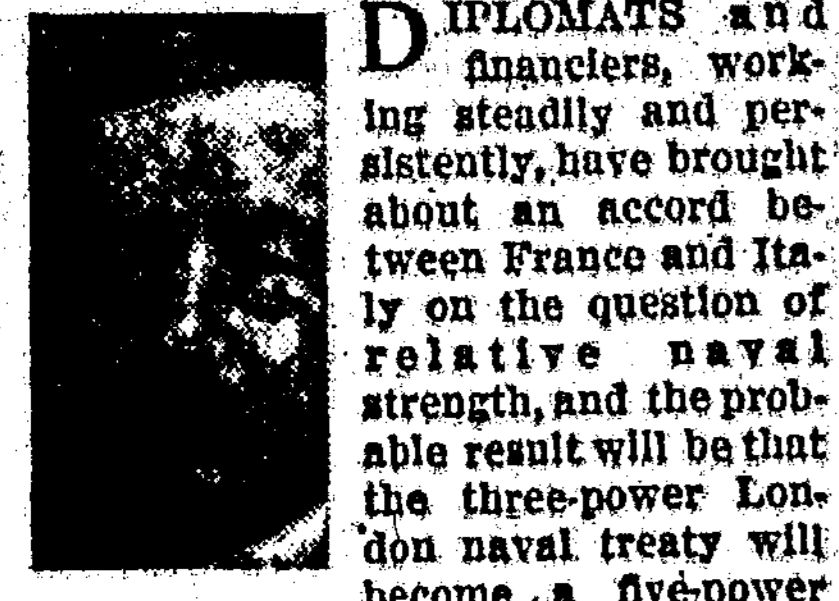 DIPLOMATS and
financiers, work-
ing steadily and per-
sistently, have brought
about an accord be-
tween France and Ita-
ly on the question of
relative naval
strength, and the prob-
able result will be that
the three-power Lon-
don naval treaty will
become a five-power